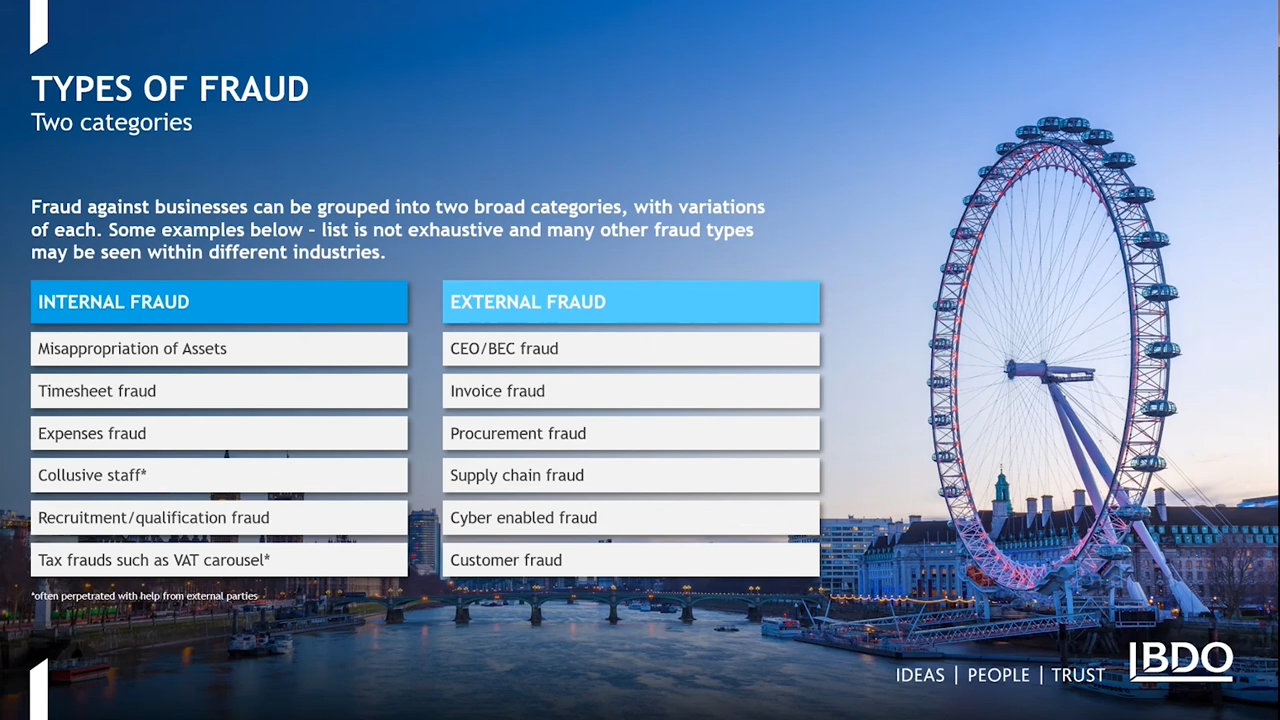 TYPES OF FRAUD
Two categories
Fraud against businesses can be grouped into two broad categories, with variations
of each. Some examples below – list is not exhaustive and many other fraud types
may be seen within different industries.
INTERNAL FRAUD
Misappropriation of Assets
Timesheet fraud
Expenses fraud
Collusive staff*
Recruitment/qualification fraud
Tax frauds such as VAT carousel*
*often perpetrated with help from external parties
EXTERNAL FRAUD
CEO/BEC fraud
Invoice fraud
Procurement fraud
Supply chain fraud
Cyber enabled fraud
Customer fraud
IDEAS | PEOPLE | TRUST
BDO